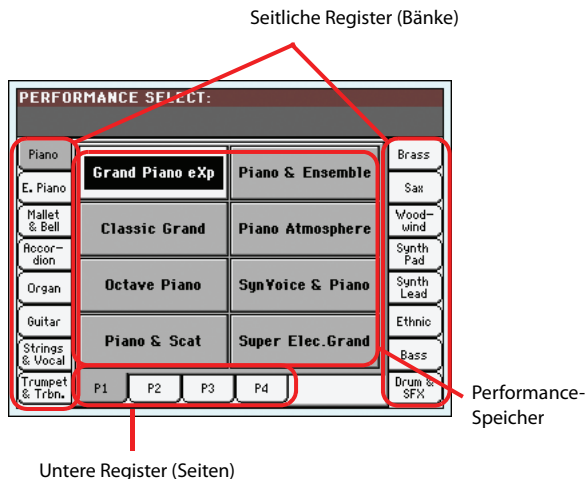 Seitliche Register (Bänke)
PERFORMANCE SELECT:
Piano
Grand Piano eXp
Piano & Ensemble
Brass
E. Piano
Sax
Mallet
& Bell
Classic Grand
Piano Atmosphere
Wood-
wind
Accor-
dion
Synth
Pad
Organ
Octave Piano
SynVoice & Piano
Synth
Lead
Guitar
Piano & Scat
Super Elec.Grand
Ethnic
Strings
& Vocal
Bass
Trumpet
& Trbn.
P1
P2
P3
P4
Drum &
SFX
Performance-
Speicher
Untere Register (Seiten)